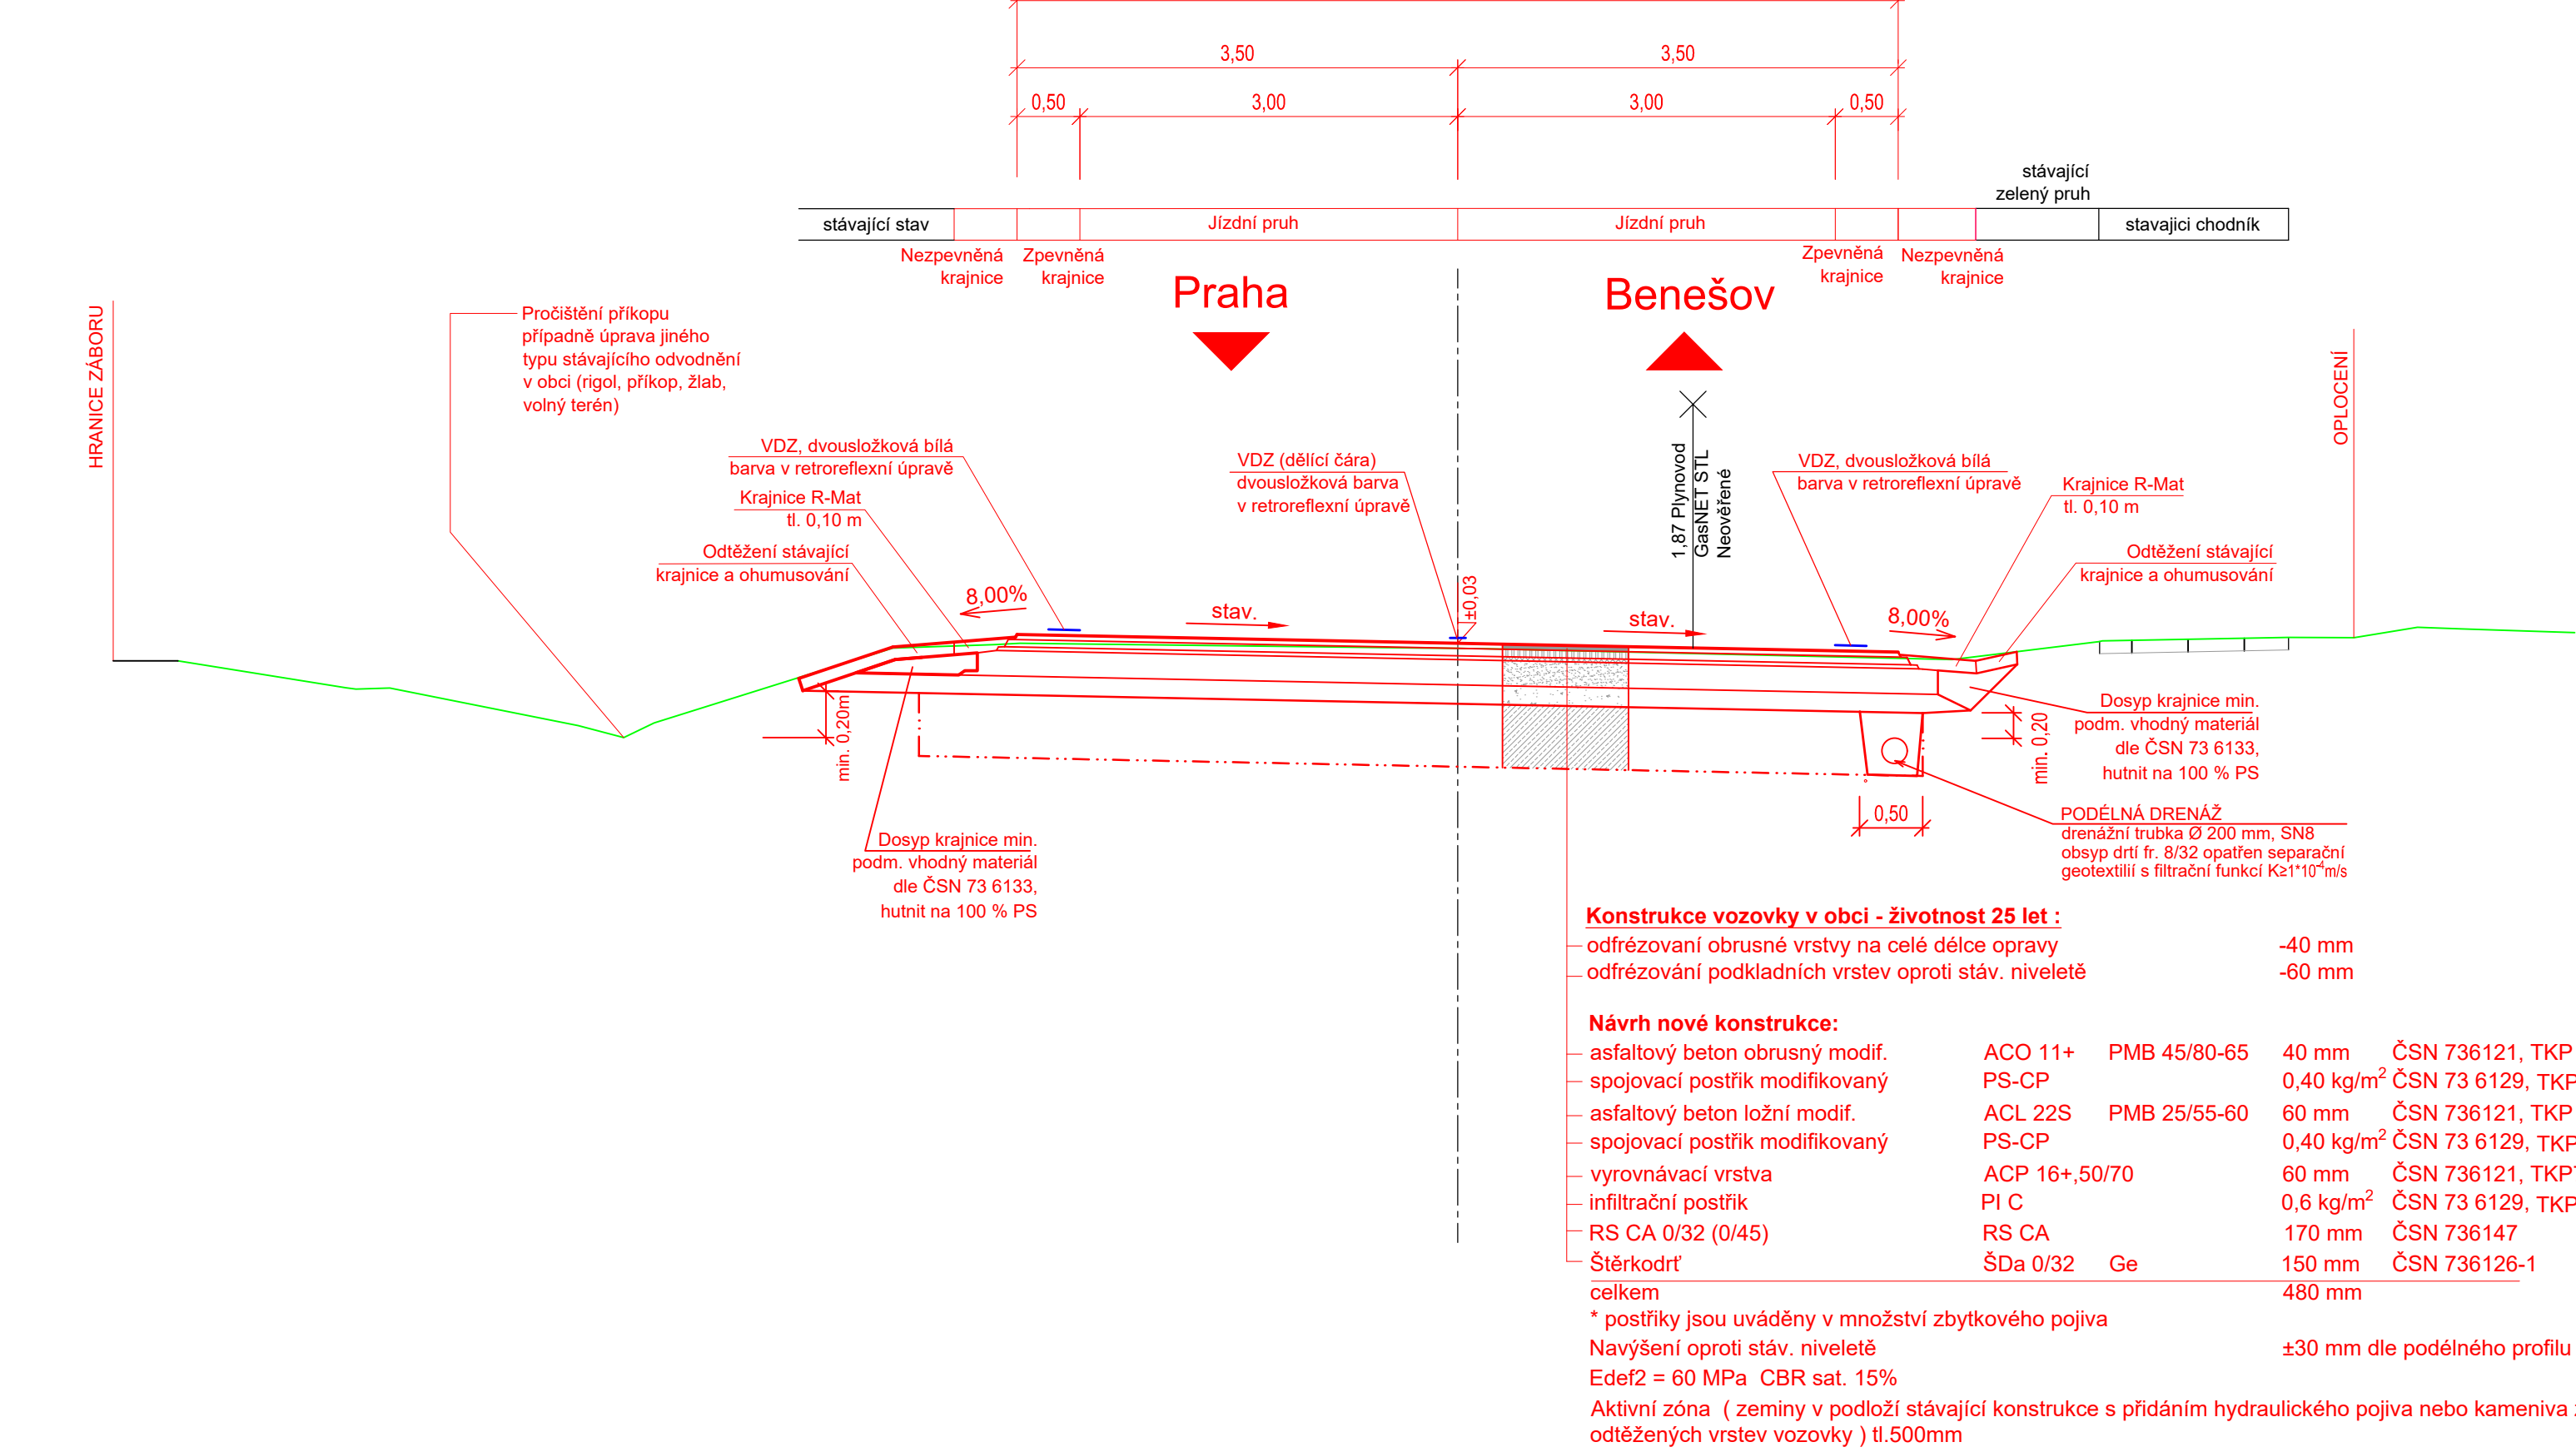 3,50
3,50
0,50
3,00
3,00
0,50
stávající
zelený pruh
stávající stav
Jízdní pruh
Jízdní pruh
stavajici chodník
Nezpevněná
krajnice
Zpevněná
krajnice
Zpevněná
krajnice
Nezpevněná
krajnice
Praha
Benešov
HRANICE ZÁBORU
Pročištění příkopu
případně úprava jiného
typu stávajícího odvodnění
v obci (rigol, příkop, žlab,
volný terén)
OPLOCENÍ
VDZ, dvousložková bílá
barva v retroreflexní úpravě
Krajnice R-Mat
tl. 0,10 m
Odtěžení stávající
krajnice a ohumusování
VDZ (dělící čára)
dvousložková barva
v retroreflexní úpravě
1,87 Plynovod
GasNET STL
Neověřené
VDZ, dvousložková bílá
barva v retroreflexní úpravě
Krajnice R-Mat
tl. 0,10 m
Odtěžení stávající
krajnice a ohumusování
8,00%
stav.
±0,03
stav.
8,00%
min. 0,20m
min. 0,20
Dosyp krajnice min.
podm. vhodný materiál
dle ČSN 73 6133,
hutnit na 100 % PS
0,50
PODÉLNÁ DRENÁŽ
drenážní trubka Ø 200 mm, SN8
obsyp drtí fr. 8/32 opatřen separační
geotextilií s filtrační funkcí K≥1*10⁻⁴m/s
Dosyp krajnice min.
podm. vhodný materiál
dle ČSN 73 6133,
hutnit na 100 % PS
Konstrukce vozovky v obci - životnost 25 let :
odfrézovaní obrusné vrstvy na celé délce opravy -40 mm
odfrézování podkladních vrstev oproti stáv. niveletě -60 mm
Návrh nové konstrukce:
asfaltový beton obrusný modif. ACO 11+ PMB 45/80-65 40 mm ČSN 736121, TKP
spojovací postřik modifikovaný PS-CP 0,40 kg/m² ČSN 73 6129, TKP
asfaltový beton ložní modif. ACL 22S PMB 25/55-60 60 mm ČSN 736121, TKP
spojovací postřik modifikovaný PS-CP 0,40 kg/m² ČSN 73 6129, TKP
vyrovnávací vrstva ACP 16+,50/70 60 mm ČSN 736121, TKP
infiltrační postřik PI C 0,6 kg/m² ČSN 73 6129, TKP
RS CA 0/32 (0/45) RS CA 170 mm ČSN 736147
Štěrkodrť ŠDa 0/32 Ge 150 mm ČSN 736126-1
celkem 480 mm
* postřiky jsou uváděny v množství zbytkového pojiva
Navýšení oproti stáv. niveletě ±30 mm dle podélného profilu
Edef2 = 60 MPa CBR sat. 15%
Aktivní zóna ( zeminy v podloží stávající konstrukce s přidáním hydraulického pojiva nebo kameniva
odtěžených vrstev vozovky ) tl.500mm